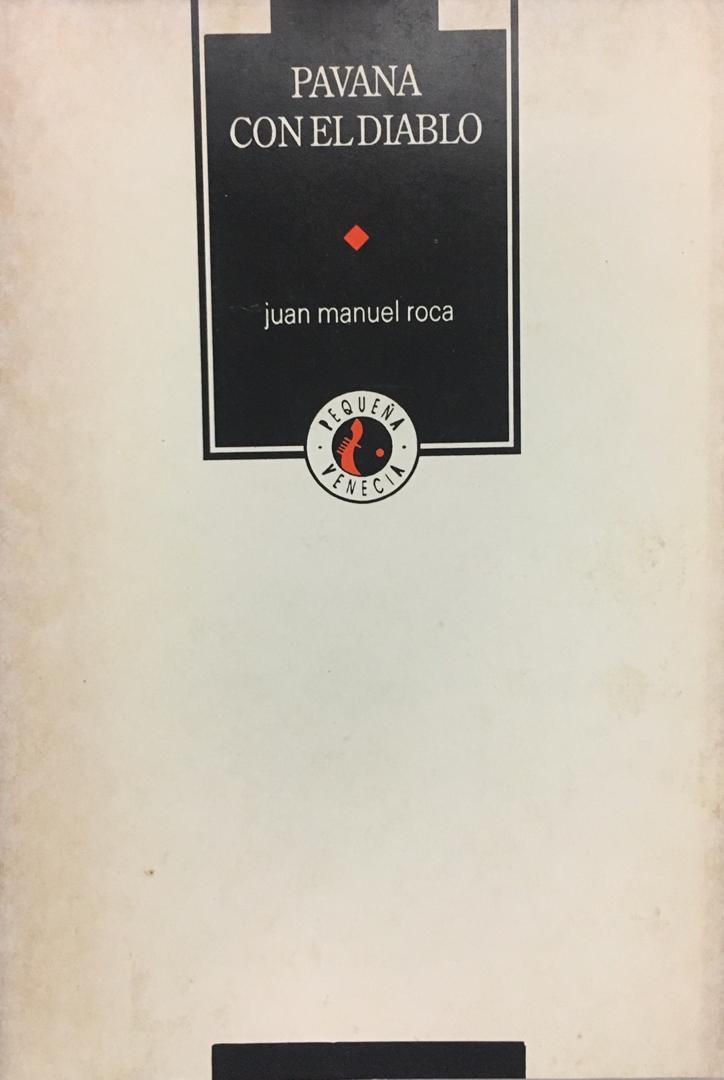 PAVANA
CON EL DIABLO
juan manuel roca
PEQUEÑA
VENECIA